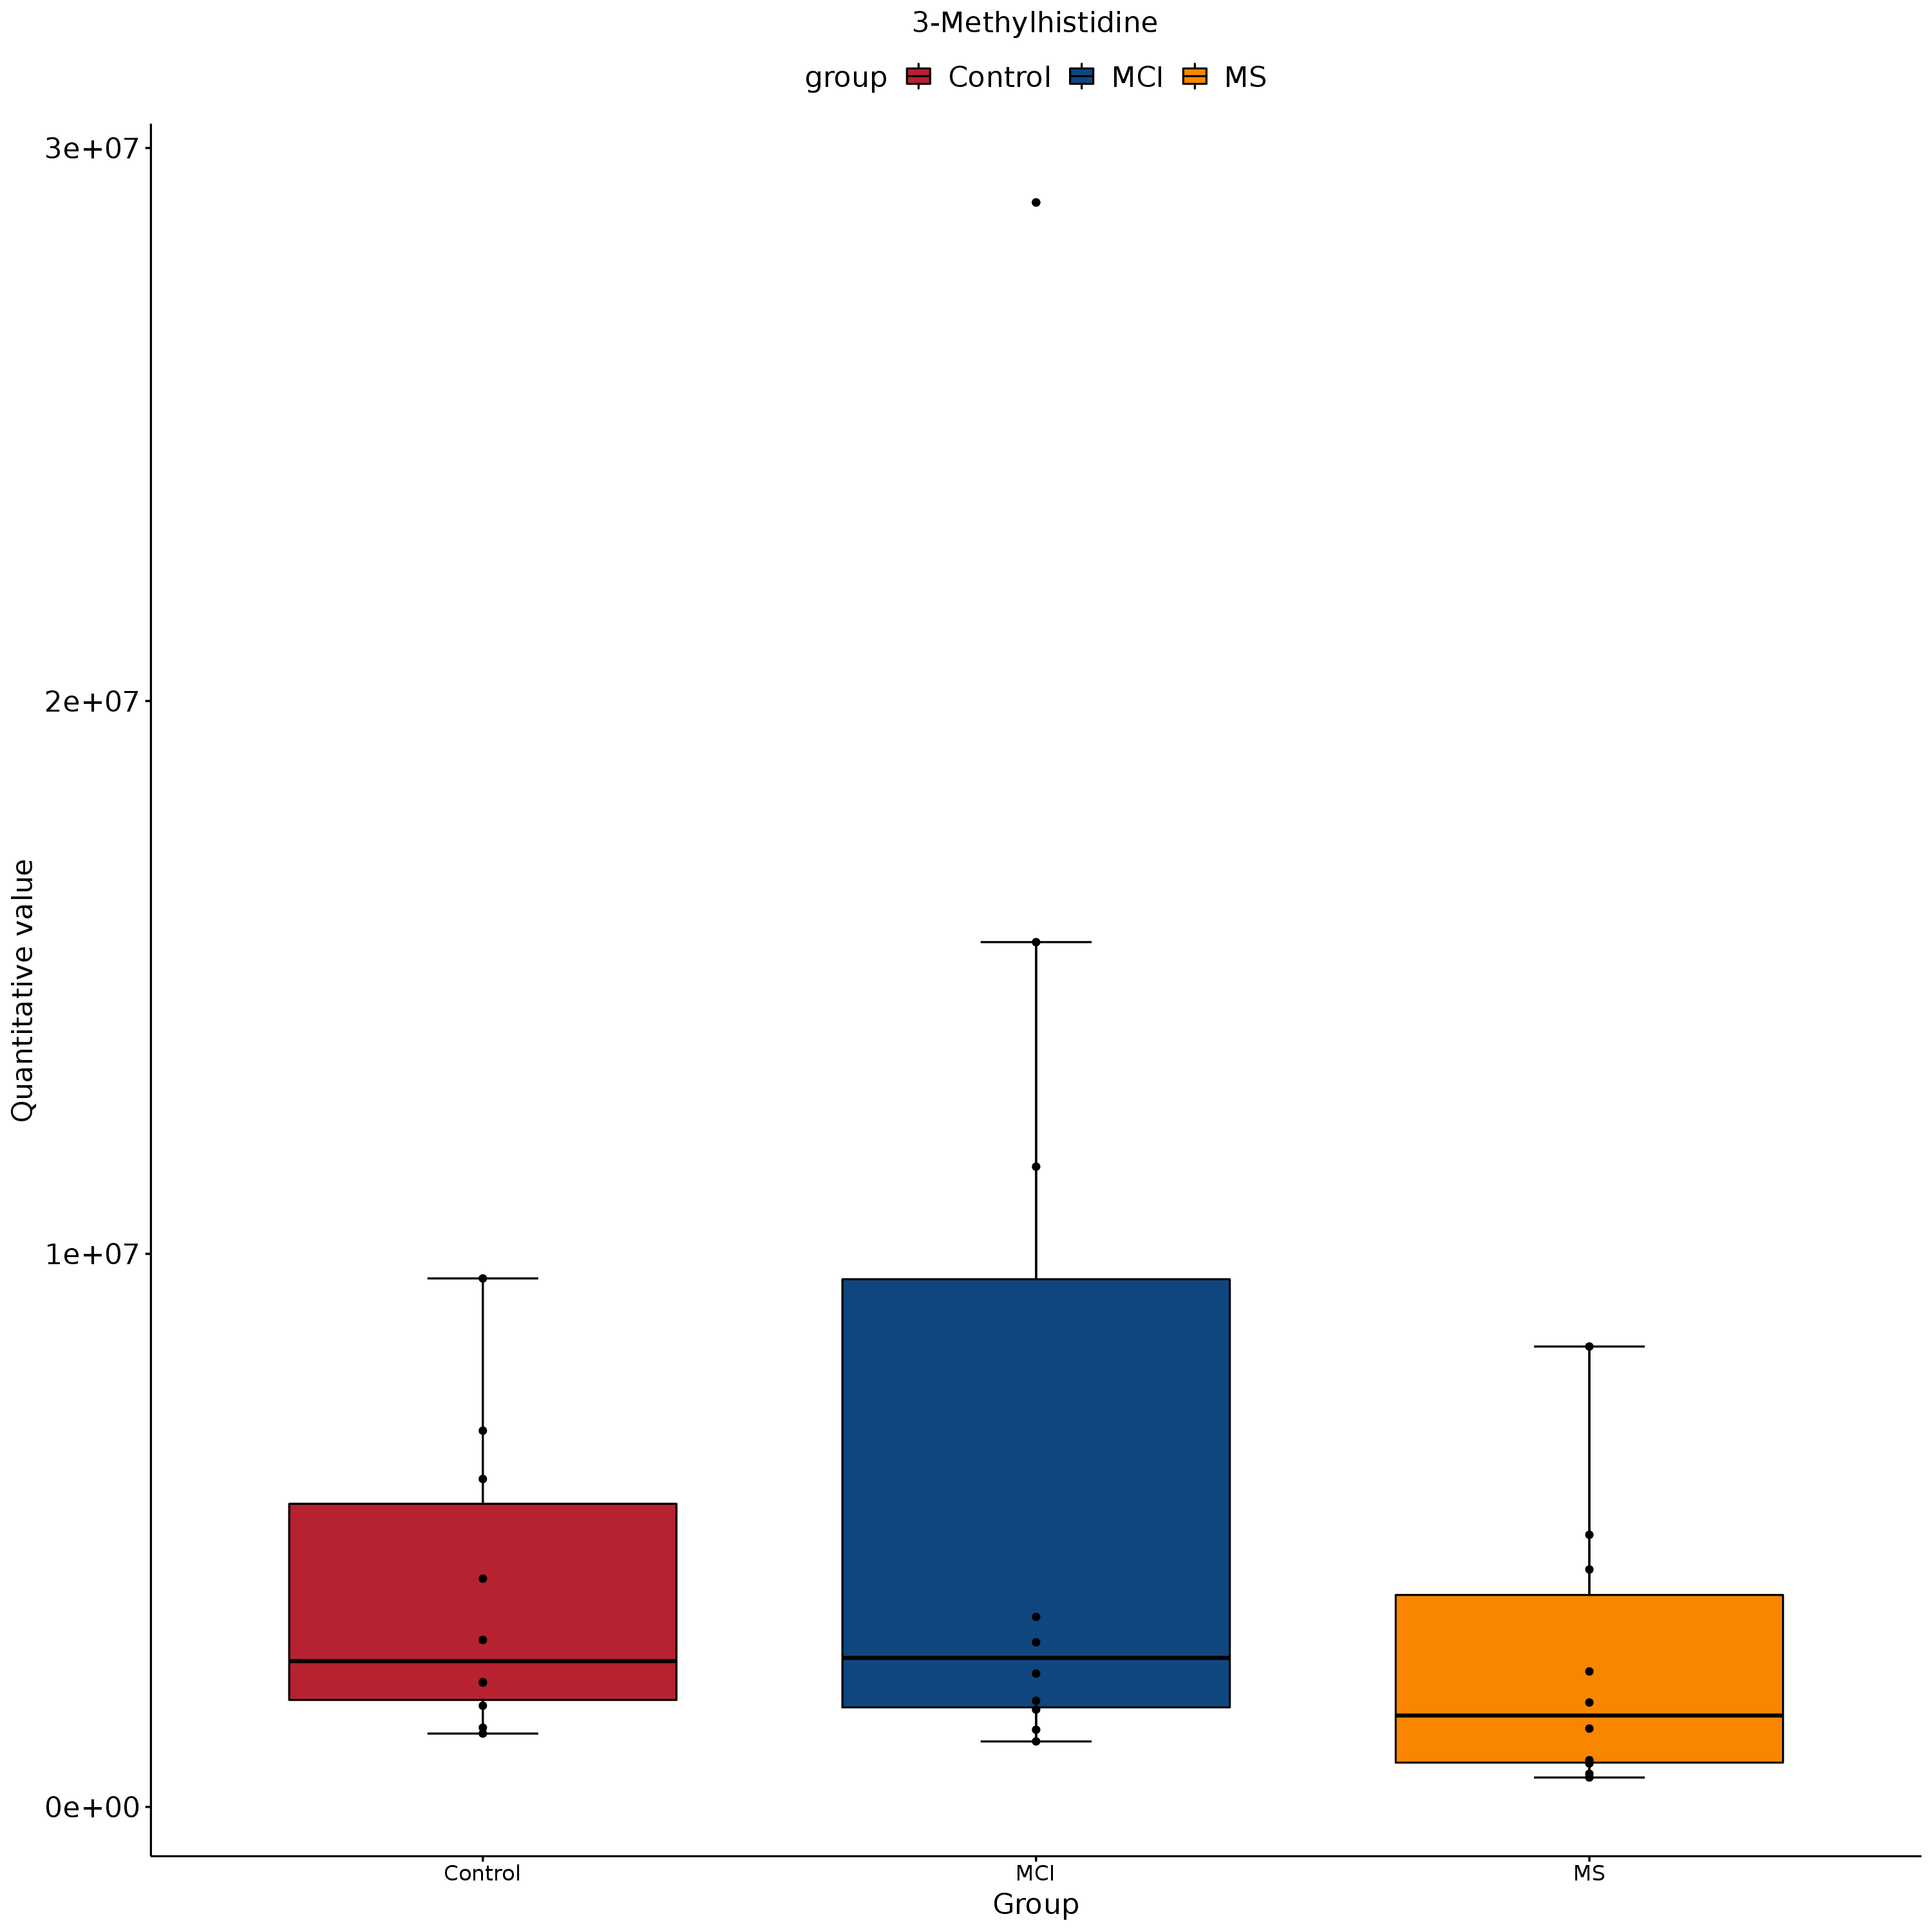 3-Methylhistidine
group Control MCI MS
3e+07
2e+07
1e+07
0e+00
Quantitative value
Control MCI MS
Group